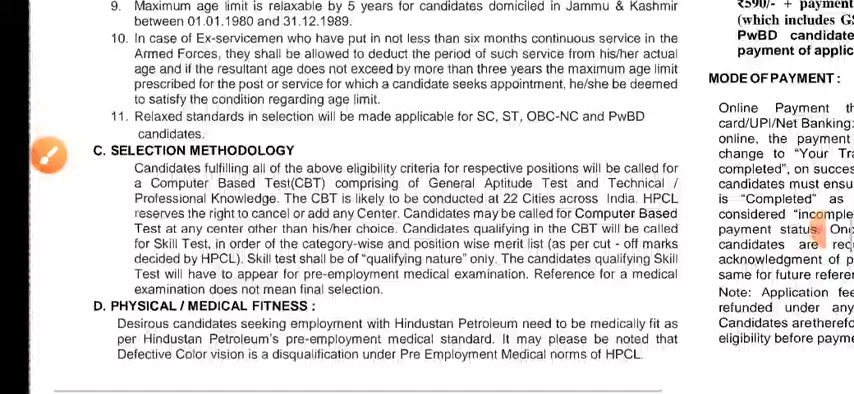 9. Maximum age limit is relaxable by 5 years for candidates domiciled in Jammu & Kashmir
between 01.01.1980 and 31.12.1989.
10. In case of Ex-servicemen who have put in not less than six months continuous service in the
Armed Forces, they shall be allowed to deduct the period of such service from his/her actual
age and if the resultant age does not exceed by more than three years the maximum age limit
prescribed for the post or service for which a candidate seeks appointment, he/she be deemed
to satisfy the condition regarding age limit.
11. Relaxed standards in selection will be made applicable for SC, ST, OBC-NC and PwBD
candidates.
C. SELECTION METHODOLOGY
Candidates fulfilling all of the above eligibility criteria for respective positions will be called for
a Computer Based Test(CBT) comprising of General Aptitude Test and Technical /
Professional Knowledge. The CBT is likely to be conducted at 22 Cities across India. HPCL
reserves the right to cancel or add any Center. Candidates may be called for Computer Based
Test at any center other than his/her choice. Candidates qualifying in the CBT will be called
for Skill Test, in order of the category-wise and position wise merit list (as per cut - off marks
decided by HPCL). Skill test shall be of “qualifying nature” only. The candidates qualifying Skill
Test will have to appear for pre-employment medical examination. Reference for a medical
examination does not mean final selection.
D. PHYSICAL / MEDICAL FITNESS :
Desirous candidates seeking employment with Hindustan Petroleum need to be medically fit as
per Hindustan Petroleum's pre-employment medical standard. It may please be noted that
Defective Color vision is a disqualification under Pre Employment Medical norms of HPCL.
₹590/- + payment
(which includes
PwBD candidate
payment of applic
MODE OF PAYMENT :
Online Payment th
card/UPI/Net Banking:
online, the payment
change to “Your Tra
completed”, on succes
candidates must ensu
is “Completed” as
considered “incomple
payment status. On
candidates are req
acknowledgment of p
same for future referen
Note: Application fee
refunded under any
Candidates arethерefo
eligibility before payme